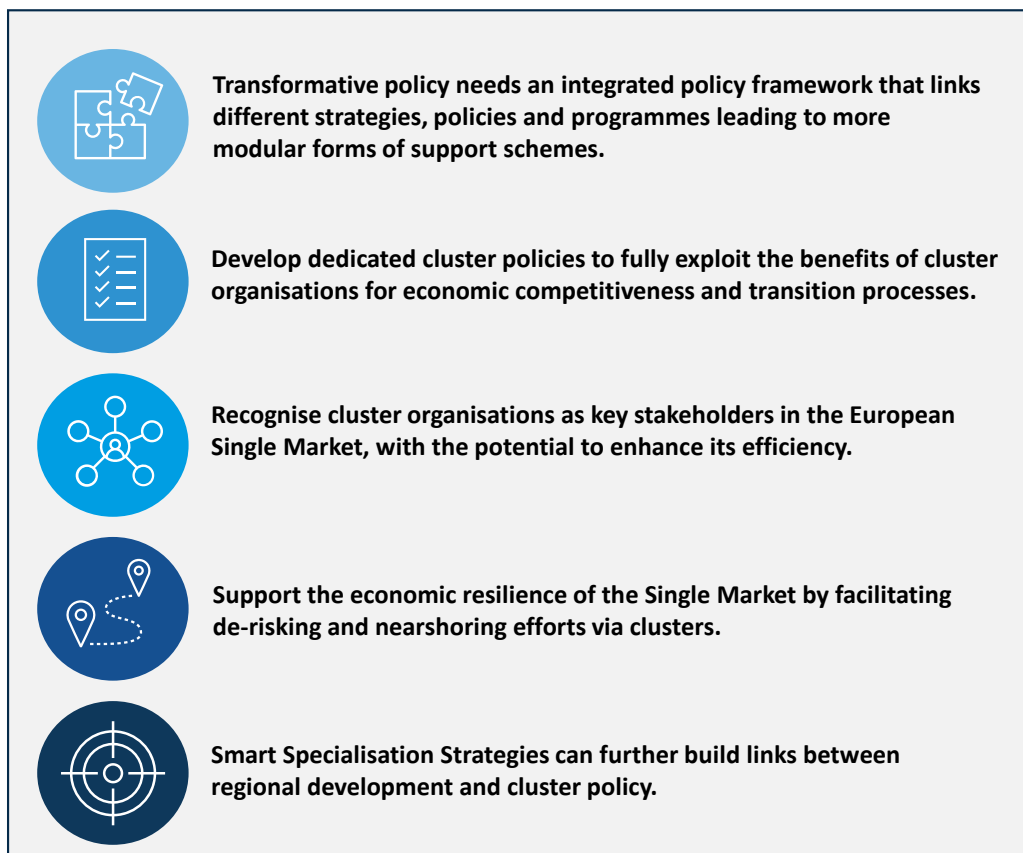 Transformative policy needs an integrated policy framework that links
different strategies, policies and programmes leading to more
modular forms of support schemes.
Develop dedicated cluster policies to fully exploit the benefits of cluster
organisations for economic competitiveness and transition processes.
Recognise cluster organisations as key stakeholders in the European
Single Market, with the potential to enhance its efficiency.
Support the economic resilience of the Single Market by facilitating
de-risking and nearshoring efforts via clusters.
Smart Specialisation Strategies can further build links between
regional development and cluster policy.